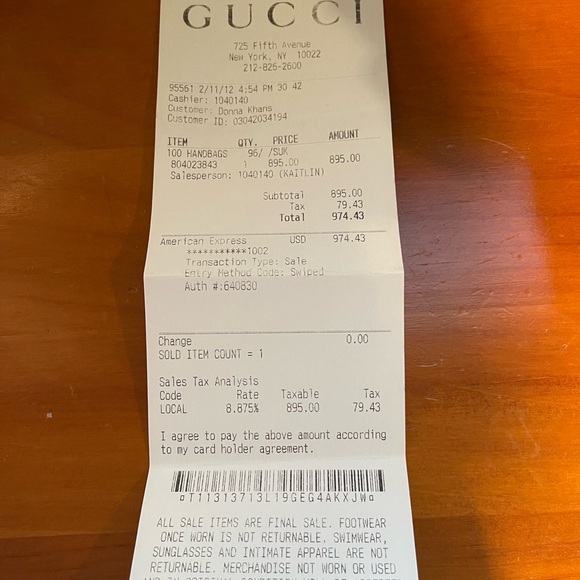 GUCCI
725 Fifth Avenue
New York, NY 10022
212-826-2600
95561 2/11/12 4:54 PM 30 42
Cashier: 1040140
Customer: Donna Khans
Customer ID: 03042034194
ITEM QTY. PRICE AMOUNT
100 HANDBAGS 96/ /SUK
804023843 1 895.00 895.00
Salesperson: 1040140 (KAITLIN)
Subtotal 895.00
Tax 79.43
Total 974.43
American Express USD 974.43
***********1002
Transaction Type: Sale
Entry Method Code: Swiped
Auth #:640830
Change 0.00
SOLD ITEM COUNT = 1
Sales Tax Analysis
Code Rate Taxable Tax
LOCAL 8.875% 895.00 79.43
I agree to pay the above amount according
to my card holder agreement.
¤T11313713L19GEG4AKXJW¤
ALL SALE ITEMS ARE FINAL SALE. FOOTWEAR
ONCE WORN IS NOT RETURNABLE. SWIMWEAR,
SUNGLASSES AND INTIMATE APPAREL ARE NOT
RETURNABLE. MERCHANDISE NOT WORN OR USED